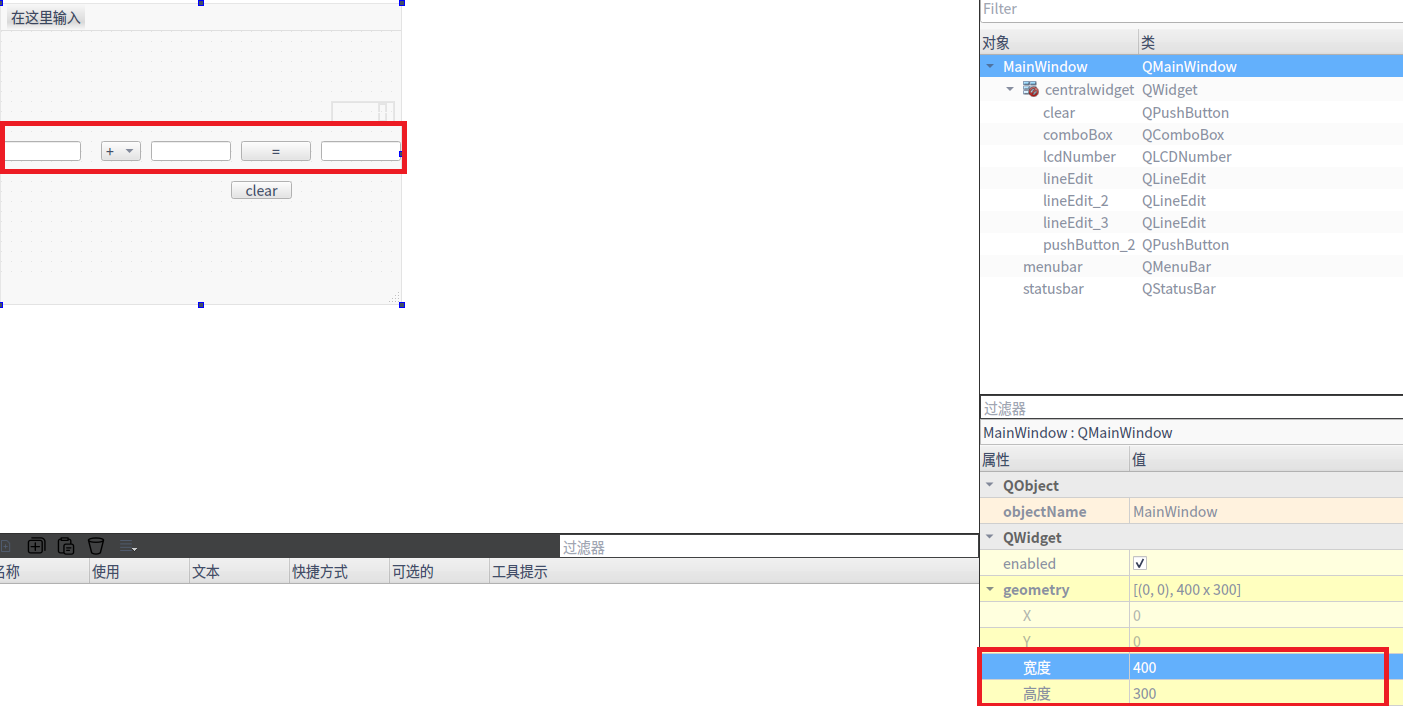 在这里输入
+
=
clear
Filter
对象 类
MainWindow QMainWindow
centralwidget QWidget
clear QPushButton
comboBox QComboBox
lcdNumber QLCDNumber
lineEdit QLineEdit
lineEdit_2 QLineEdit
lineEdit_3 QLineEdit
pushButton_2 QPushButton
menubar QMenuBar
statusbar QStatusBar
过滤器
MainWindow : QMainWindow
属性 值
QObject
objectName MainWindow
QWidget
enabled
geometry [(0, 0), 400 x 300]
X 0
Y 0
宽度 400
高度 300
过滤器
名称 使用 文本 快捷方式 可选的 工具提示